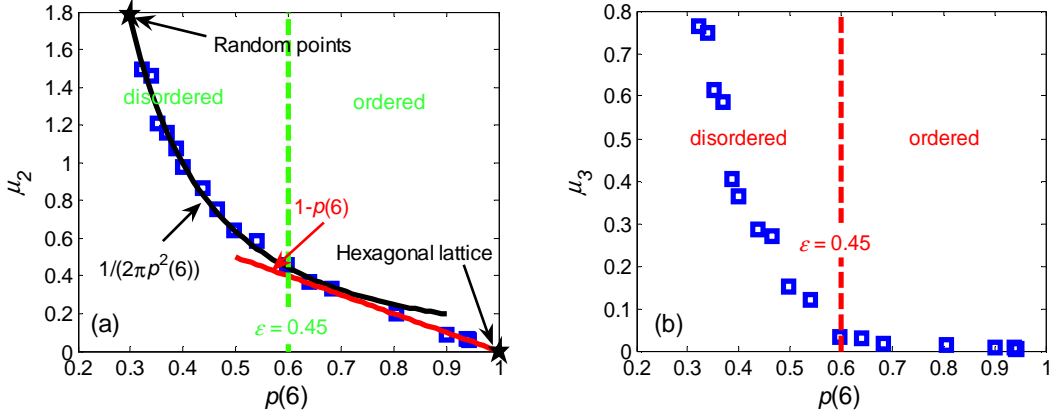 1.8
1.6
1.4
1.2
1
0.8
0.6
0.4
0.2
0
μ2
Random points
disordered
ordered
1-p(6)
Hexagonal lattice
1/(2πp²(6))
(a)
ε = 0.45
0.2 0.3 0.4 0.5 0.6 0.7 0.8 0.9 1
p(6)
0.8
0.7
0.6
0.5
0.4
0.3
0.2
0.1
0
μ3
disordered
ordered
ε = 0.45
(b)
0.2 0.3 0.4 0.5 0.6 0.7 0.8 0.9 1
p(6)